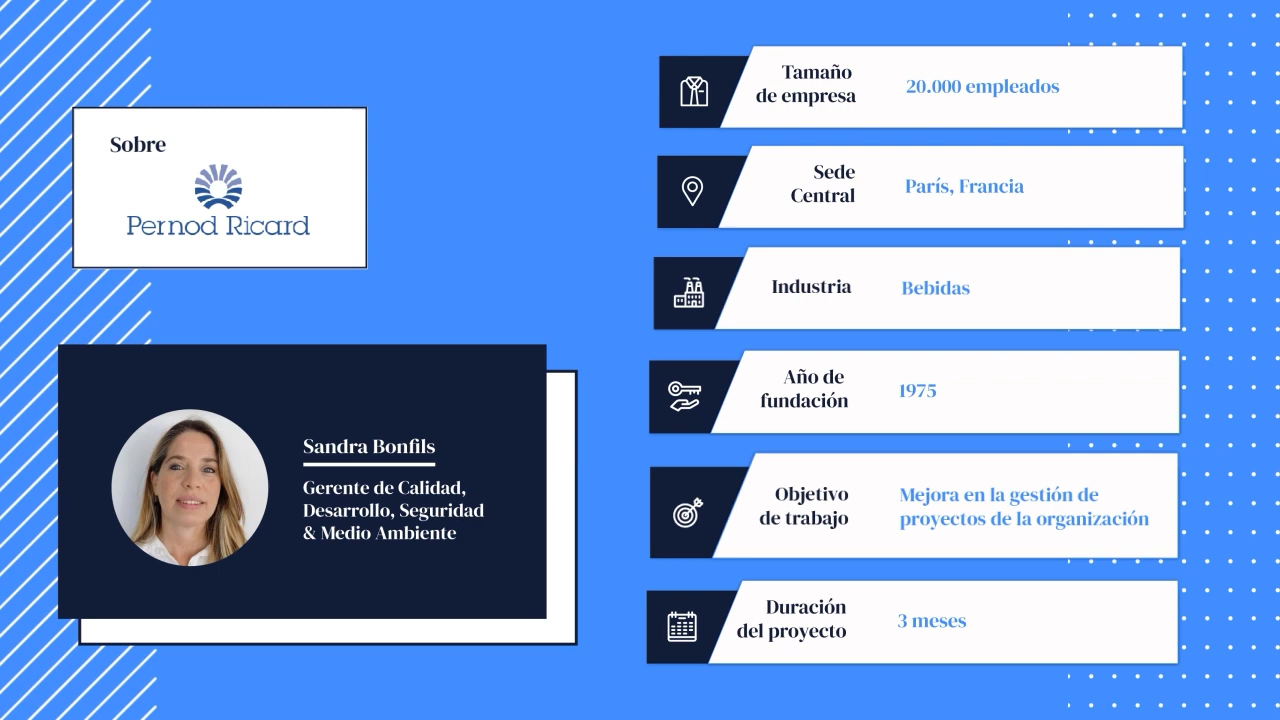 Sobre
Pernod Ricard
Sandra Bonfils
Gerente de Calidad,
Desarrollo, Seguridad
& Medio Ambiente
Tamaño
de empresa
20.000 empleados
Sede
Central
París, Francia
Industria
Bebidas
Año de
fundación
1975
Objetivo
de trabajo
Mejora en la gestión de
proyectos de la organización
Duración
del proyecto
3 meses